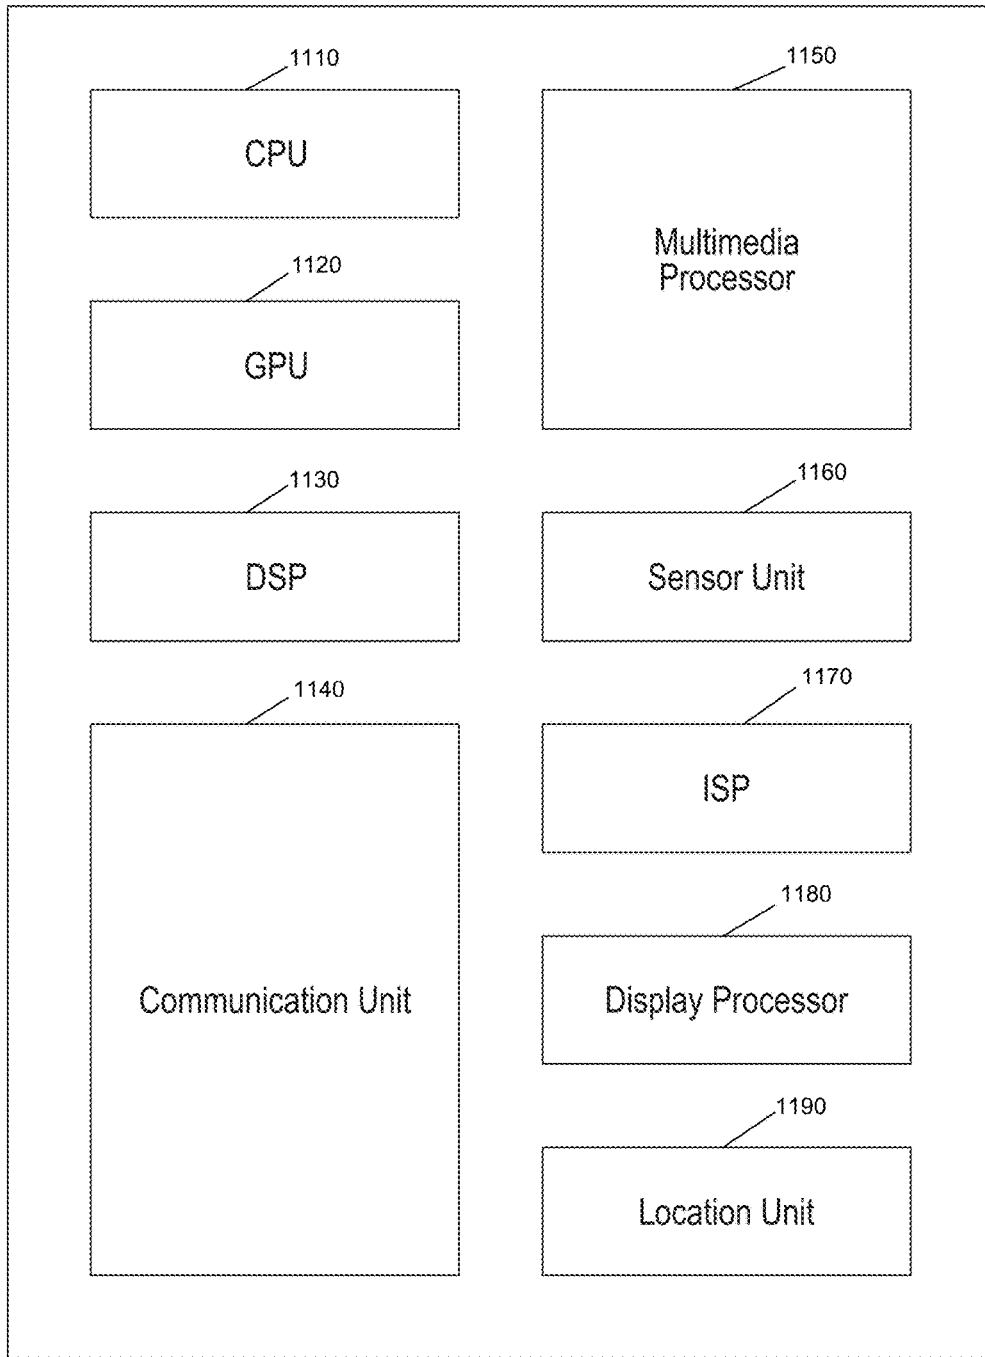 1110
CPU
1120
GPU
1130
DSP
1140
Communication Unit
1150
Multimedia
Processor
1160
Sensor Unit
1170
ISP
1180
Display Processor
1190
Location Unit